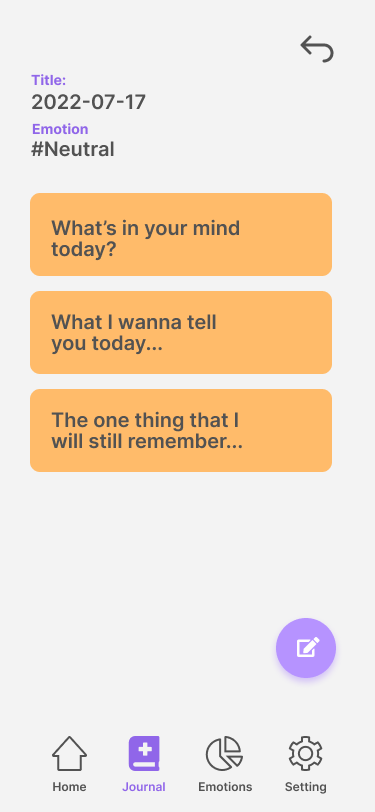 Title:
2022-07-17
Emotion
#Neutral
What’s in your mind
today?
What I wanna tell
you today...
The one thing that I
will still remember...
Home
Journal
Emotions
Setting